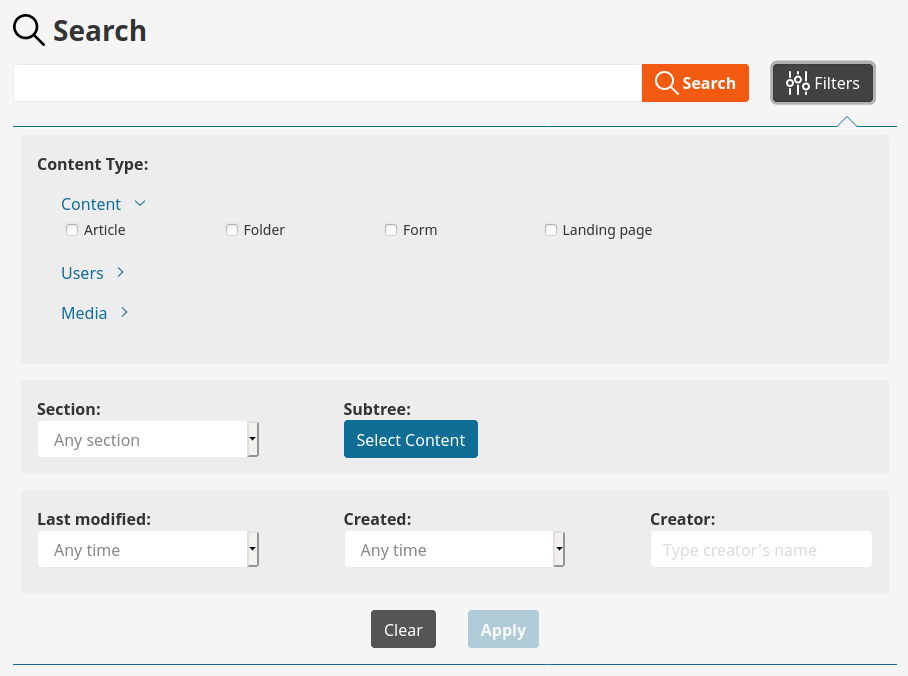 Search
Search Filters
Content Type:
Content
Article Folder Form Landing page
Users
Media
Section: Subtree:
Any section Select Content
Last modified: Created: Creator:
Any time Any time Type creator's name
Clear Apply